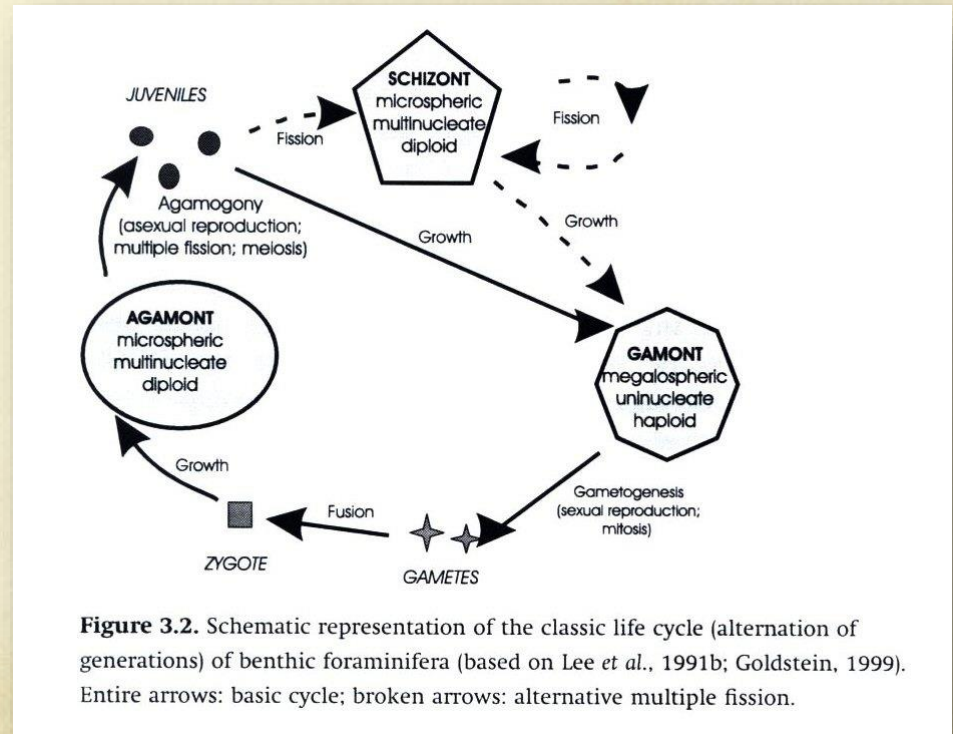 JUVENILES
SCHIZONT
microspheric
multinucleate
diploid
Fission
Fission
Agamogony
(asexual reproduction;
multiple fission; meiosis)
Growth
Growth
AGAMONT
microspheric
multinucleate
diploid
GAMONT
megalospheric
uninucleate
haploid
Growth
Gametogenesis
(sexual reproduction;
mitosis)
Fusion
ZYGOTE
GAMETES
Figure 3.2. Schematic representation of the classic life cycle (alternation of
generations) of benthic foraminifera (based on Lee et al., 1991b; Goldstein, 1999).
Entire arrows: basic cycle; broken arrows: alternative multiple fission.